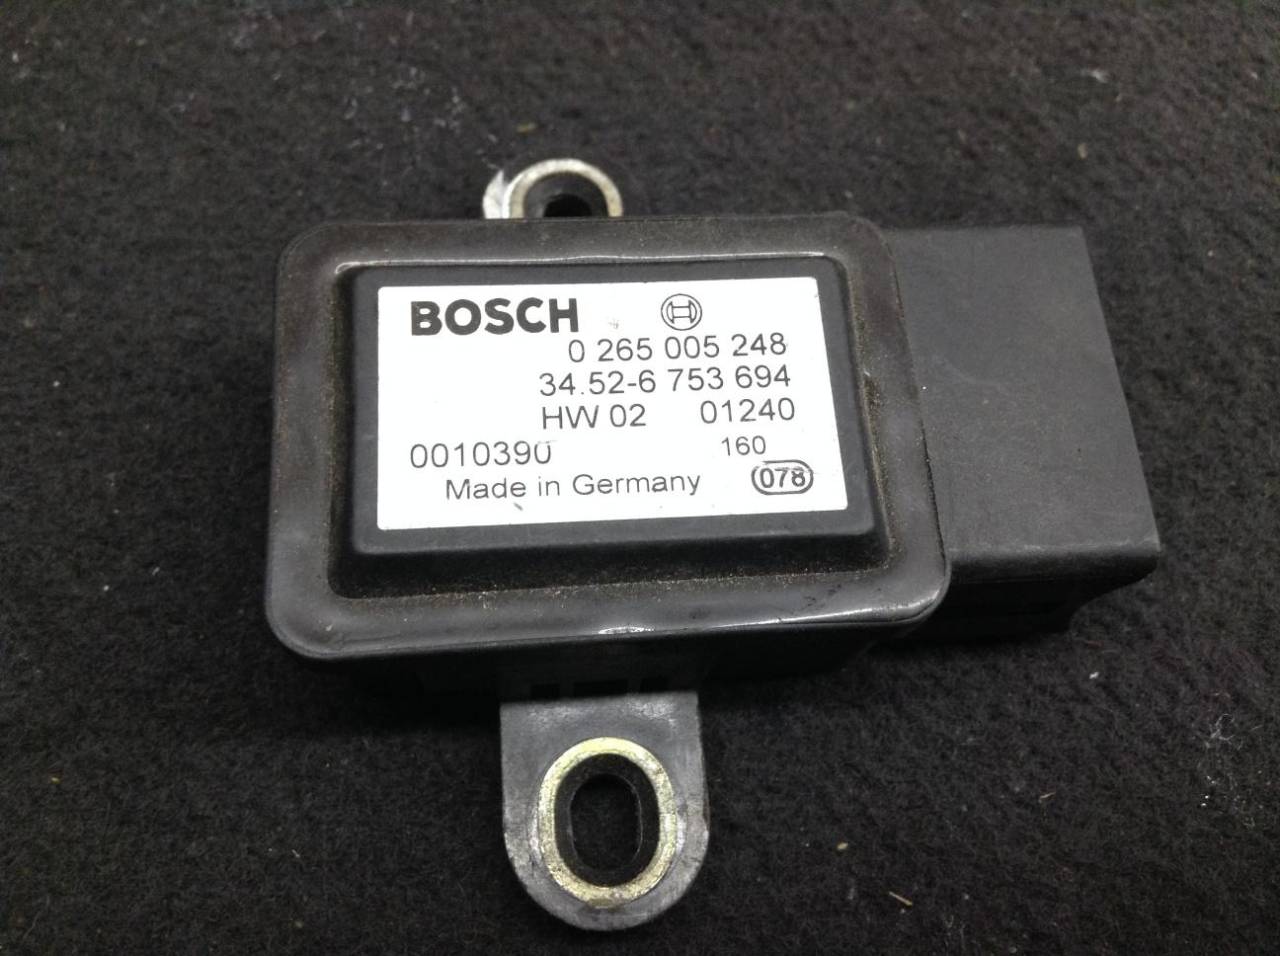 BOSCH
0 265 005 248
34.52-6 753 694
HW 02 01240
0010390 160
Made in Germany 078